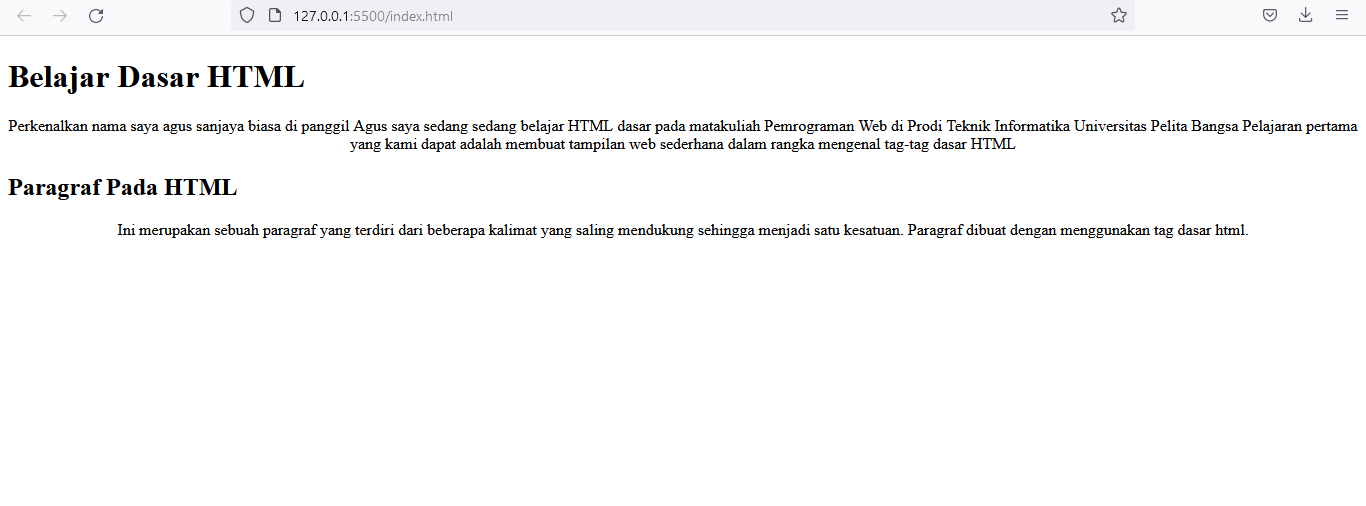 127.0.0.1:5500/index.html
Belajar Dasar HTML
Perkenalkan nama saya agus sanjaya biasa di panggil Agus saya sedang sedang belajar HTML dasar pada matakuliah Pemrograman Web di Prodi Teknik Informatika Universitas Pelita Bangsa Pelajaran pertama
yang kami dapat adalah membuat tampilan web sederhana dalam rangka mengenal tag-tag dasar HTML
Paragraf Pada HTML
Ini merupakan sebuah paragraf yang terdiri dari beberapa kalimat yang saling mendukung sehingga menjadi satu kesatuan. Paragraf dibuat dengan menggunakan tag dasar html.